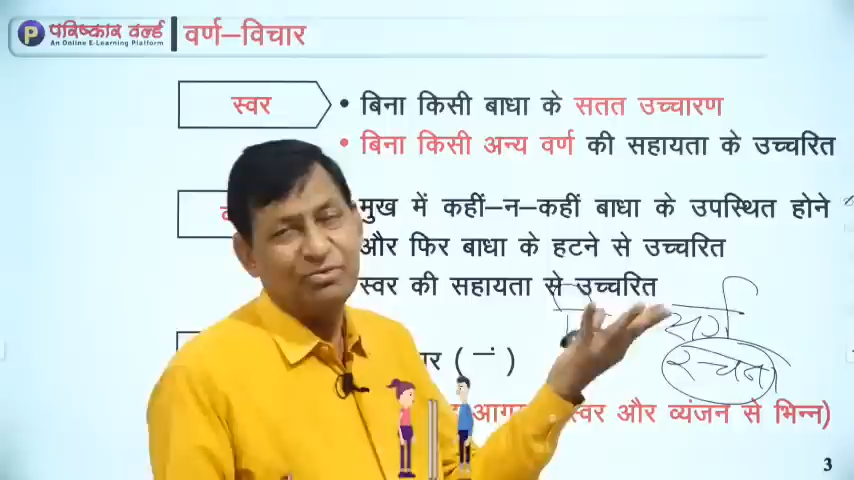 परिष्कार वर्ल्ड
An Online E-Learning Platform
वर्ण–विचार
स्वर
• बिना किसी बाधा के सतत उच्चारण
• बिना किसी अन्य वर्ण की सहायता के उच्चरित
मुख में कहीं–न–कहीं बाधा के उपस्थित होने
और फिर बाधा के हटने से उच्चरित
स्वर की सहायता से उच्चरित
सर्ग
रचना
( — ं )
स्वर और व्यंजन से भिन्न)
3